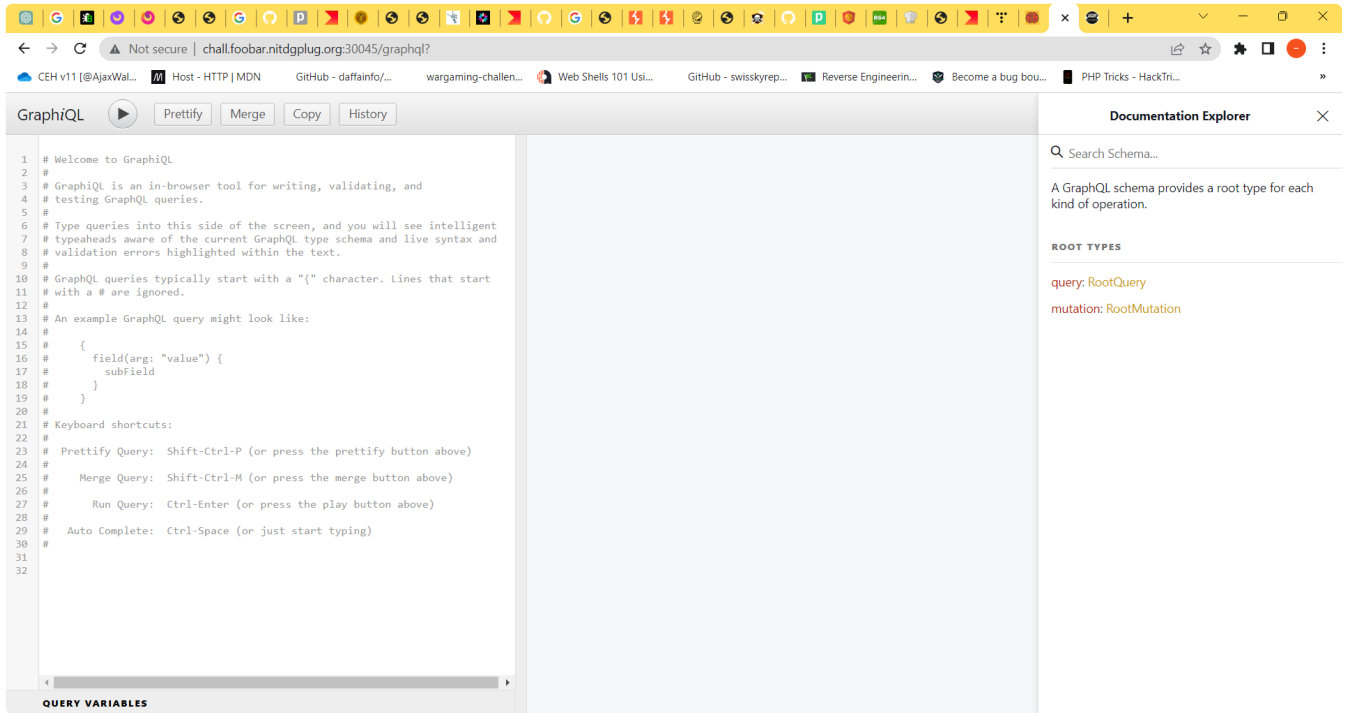 Not secure | chall.foobar.nitdgplug.org:30045/graphql?
CEH v11 [@AjaxWal... Host - HTTP | MDN GitHub - daffainfo/... wargaming-challen... Web Shells 101 Usi... GitHub - swisskyrep... Reverse Engineerin... Become a bug bou... PHP Tricks - HackTri... »
GraphiQL Prettify Merge Copy History
Documentation Explorer
Search Schema...
A GraphQL schema provides a root type for each
kind of operation.
ROOT TYPES
query: RootQuery
mutation: RootMutation
1 # Welcome to GraphiQL
2 #
3 # GraphiQL is an in-browser tool for writing, validating, and
4 # testing GraphQL queries.
5 #
6 # Type queries into this side of the screen, and you will see intelligent
7 # typeaheads aware of the current GraphQL type schema and live syntax and
8 # validation errors highlighted within the text.
9 #
10 # GraphQL queries typically start with a "{" character. Lines that start
11 # with a # are ignored.
12 #
13 # An example GraphQL query might look like:
14 #
15 #     {
16 #       field(arg: "value") {
17 #         subField
18 #       }
19 #     }
20 #
21 # Keyboard shortcuts:
22 #
23 #  Prettify Query:  Shift-Ctrl-P (or press the prettify button above)
24 #
25 #     Merge Query:  Shift-Ctrl-M (or press the merge button above)
26 #
27 #       Run Query:  Ctrl-Enter (or press the play button above)
28 #
29 #   Auto Complete:  Ctrl-Space (or just start typing)
30 #
31
32
QUERY VARIABLES